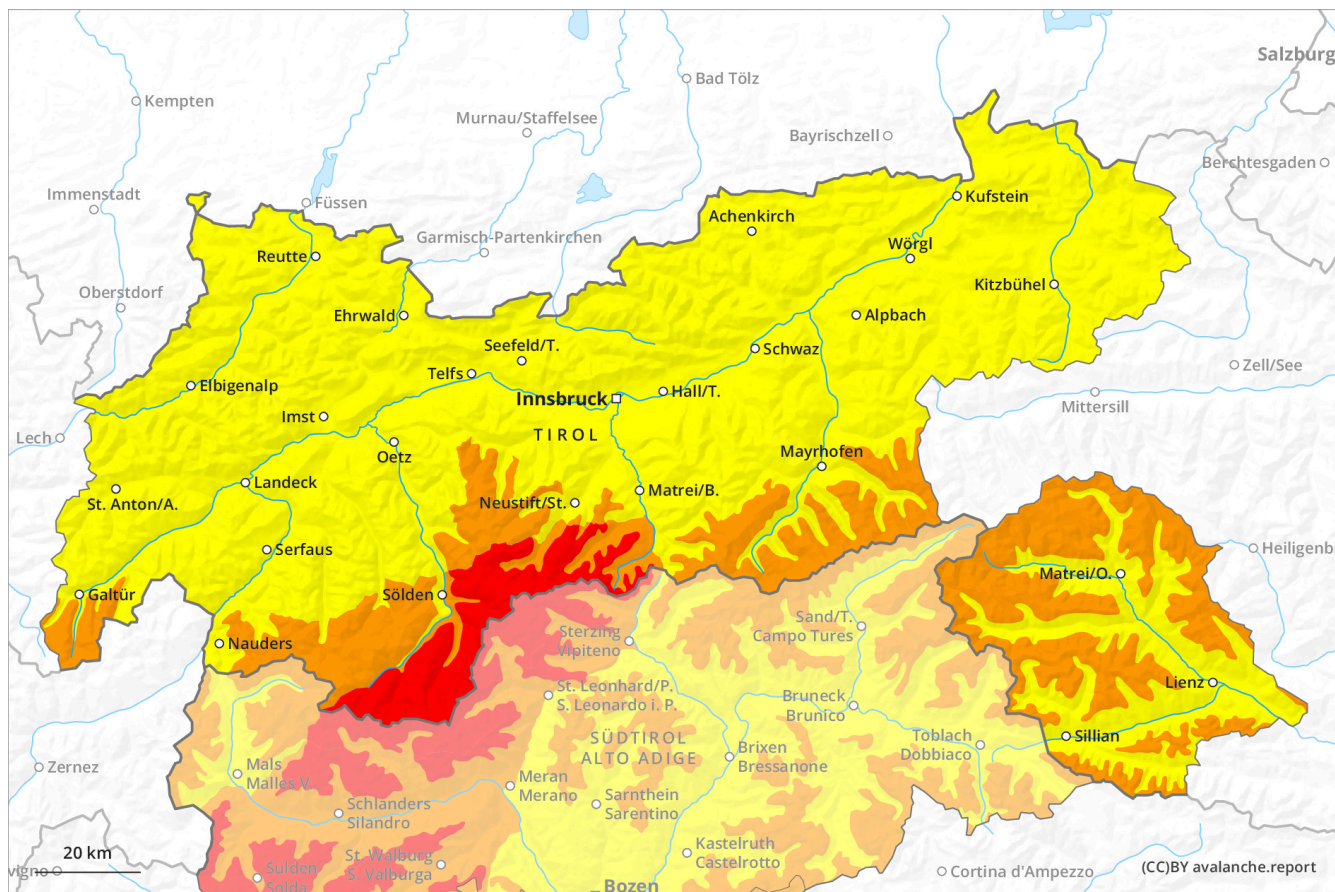 Salzburg
Bad Tölz
Kempten
Murnau/Staffelsee
Bayrischzell
Berchtesgaden
Immenstadt
Füssen
Kufstein
Achenkirch
Garmisch-Partenkirchen
Wörgl
Reutte
Kitzbühel
Oberstdorf
Ehrwald
Alpbach
Seefeld/T.
Schwaz
Zell/See
Telfs
Elbigenalp
Hall/T.
Innsbruck
Mittersill
Imst
TIROL
Lech
Oetz
Mayrhofen
Landeck
Matrei/B.
St. Anton/A.
Neustift/St.
Serfaus
Heiligenb
Matrei/O.
Galtür
Sölden
Sand/T.
Campo Tures
Sterzing
Vipiteno
Nauders
Lienz
St. Leonhard/P.
S. Leonardo i. P.
Bruneck
Brunico
Sillian
SÜDTIROL
ALTO ADIGE
Toblach
Dobbiaco
Brixen
Bressanone
Zernez
Mals
Malles V.
Meran
Merano
Schlanders
Silandro
Sarnthein
Sarentino
Kastelruth
Castelrotto
20 km
St. Walburg
S. Valburga
vigno
Sulden
Solda
Cortina d'Ampezzo
(CC)BY avalanche.report
Bozen